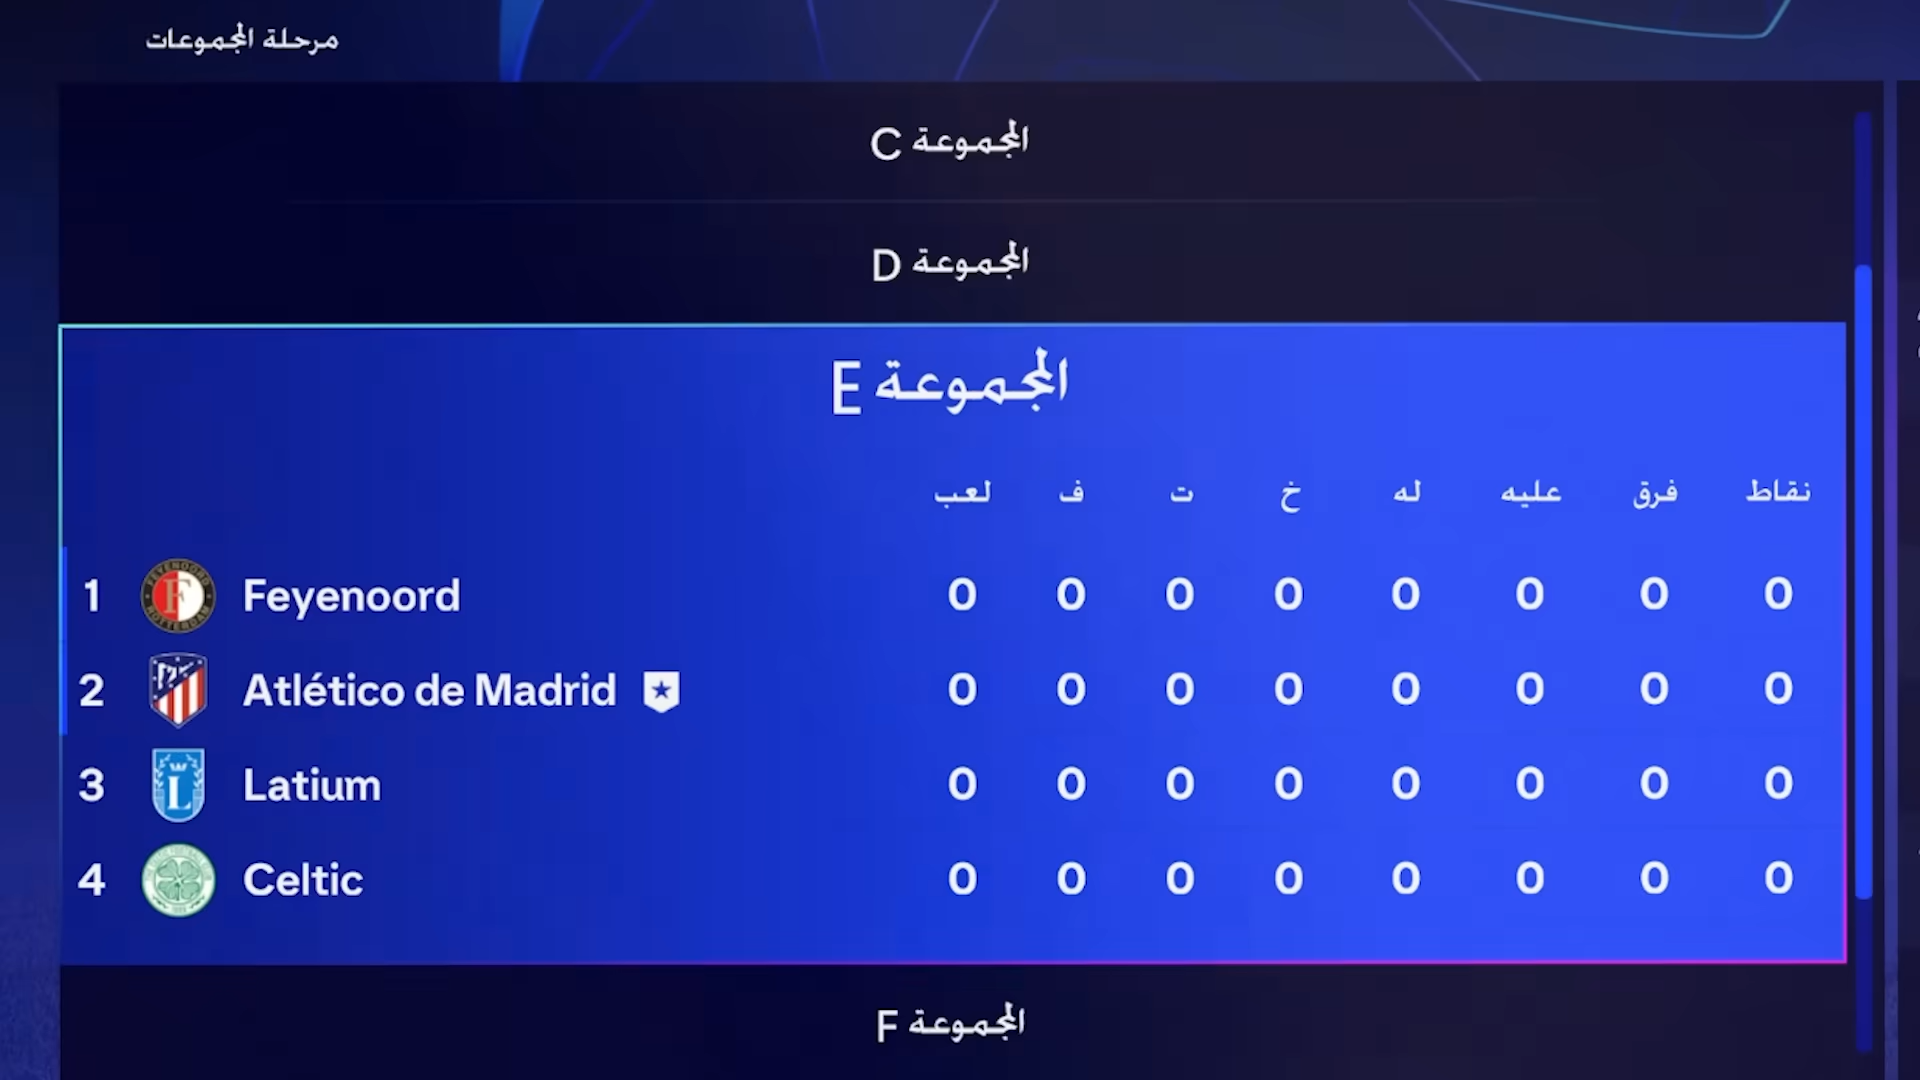 مرحلة المجموعات
المجموعة C
المجموعة D
المجموعة E
لعب ف ت خ له عليه فرق نقاط
1 Feyenoord 0 0 0 0 0 0 0 0
2 Atlético de Madrid 0 0 0 0 0 0 0 0
3 Latium 0 0 0 0 0 0 0 0
4 Celtic 0 0 0 0 0 0 0 0
المجموعة F